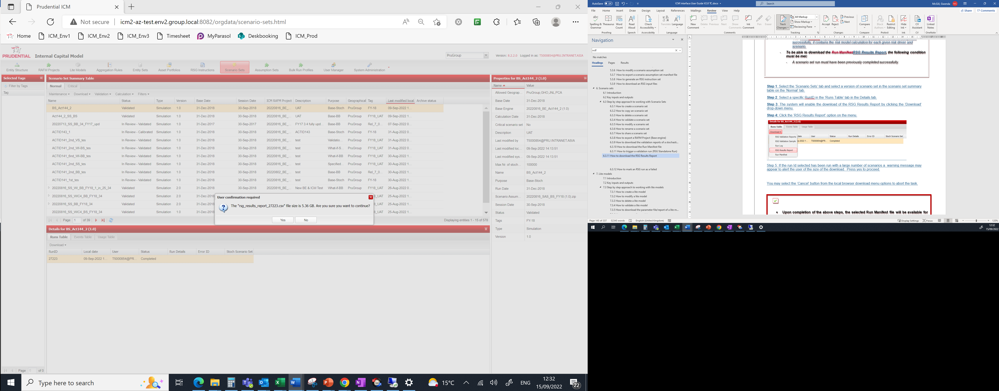 Prudential ICM
Not secure
icm2-az-test.env2.group.local:8082/orgdata/scenario-sets.html
Home ICM_Env1 ICM_Env2 ICM_Env3 Timesheet MyParasol Deskbooking ICM_Prod
PRUDENTIAL Internal Capital Model
PruGroup Version: 8.2.2.0 Logged in as: T5000854@PRU.INTRANET.ASIA
Entity Structure RAFM Projects Lite Models Aggregation Rules Entity Sets Asset Portfolios RSG Instructions Scenario Sets Assumption Sets Bulk Run Profiles User Manager System Administration
Selected Tags
Filter by Tags
Tag
Page 0 of 0
Scenario Set Summary Table
Normal Critical
Maintenance Download Validation Calculation Filters
Name Status Type Version Base Date Session Date ICM RAFM Project Description Purpose Geographical Tag Last modified local Archive status
BS_Act144_2 Validated Simulation 1.0 31-Dec-2018 30-Sep-2018 20220816_BE_... UAT Base-Stoch PruGroup FY-18 09-Sep-2022 1...
Act144_2_SS_BS Validated Simulation 1.0 31-Dec-2018 30-Sep-2018 20220816_BE_... UAT Base-BB PruGroup FY18_UAT 09-Sep-2022 1...
20220713_SS_BB_34_FY17_upd In Review - Validated Simulation 1.0 31-Dec-2017 30-Sep-2017 20220816_BE_... FY17 3.4 fully upd... Base-BB PruGroup Rel_7_0... 07-Sep-2022 0...
ACTID143_1 In Review - Calibrated Simulation 1.0 31-Dec-2018 30-Sep-2018 20220816_BE_... ACTID143 Base-Stoch PruGroup FY-18 31-Aug-2022 0...
ACTID141_2nd_VS_tes In Review - Validated Simulation 1.0 31-Dec-2018 30-Sep-2018 20220816_BE_... test Validatio... PruGroup FY18_UAT 31-Aug-2022 0...
ACTID141_2nd_WI-BS_tes In Review - Validated Simulation 1.0 31-Dec-2018 30-Sep-2018 20220816_BE_... test What-if-S... PruGroup FY18_UAT 31-Aug-2022 0...
ACTID141_6nd_WI-BB_tes In Review - Validated Simulation 1.0 31-Dec-2018 30-Sep-2018 20220816_BE_... test What-if-BB PruGroup FY18_UAT 31-Aug-2022 0...
ACTID141_2nd_SS_tes In Review - Validated Simulation 1.0 31-Dec-2018 30-Sep-2018 20220816_BE_... test Specified... PruGroup FY18_UAT 30-Aug-2022 1...
ACTID141_2nd_BB_tes In Review - Validated Simulation 1.0 31-Dec-2018 30-Sep-2018 20220802_BE_... test Base-BB PruGroup Rel_7_0... 30-Aug-2022 1...
ACTID141_1st_tes In Review - Validated Simulation 1.0 31-Dec-2018 30-Sep-2018 20220816_BE_... test Base-Stoch PruGroup FY-18 30-Aug-2022 1...
20220816_SS_WI_BB_FY18_1_in_25_34 Validated Simulation 2.0 31-Dec-2018 30-Sep-2018 20220816_BE_... New BE & ICM Test What-if-BB PruGroup FY18_UAT 26-Aug-2022 0...
20220816_SS_WIC4_BS_FY18_34 Validated Simulation 2.0 31-Dec-2018 8_UAT 25-Aug-2022 1...
20220816_SS_BB_FY18_34 Validated Simulation 2.0 31-Dec-2018 8_UAT 25-Aug-2022 1...
20220816_SS_WIC4_BS_FY18_34 Validated Simulation 1.0 31-Dec-2018 8_UAT 25-Aug-2022 1...
User confirmation required
The "rsg_results_report_27223.csv" file size is 5.36 GB. Are you sure you want to continue?
Yes No
Page 1 of 39 Displaying entities 1 - 15 of 578
Details for BS_Act144_2 (1.0)
Runs Table Events Table Usage Table
Download
RunID Local date User Status Run Details Error ID Stoch Scenario Set
27223 09-Sep-2022 1... T5000854@PR... Completed
Properties for BS_Act144_2 (1.0)
Name Value
Allowed Geograp... PruGroup,GHO,JNL,PCA
Base Date 31-Dec-2018
Base Engine 20220816_BE_Act144_2 (1.0)
Calculation Date 31-Dec-2018
Critical scenario set No
Description UAT
Last modified by T5000854@PRU.INTRANET.ASIA
Last modified loc... 09-Sep-2022 14:13:51
Last modified sys... 09-Sep-2022 14:13:51
Max Nr. of stoch... 100000
Name BS_Act144_2
Purpose Base-Stoch
Run Date 31-Dec-2018
Scenario Assum... 20220816_SAS_BS_FY18 (1.0).zip
Session Date 30-Sep-2018
Status Validated
Tags FY-18
Type Simulation
Version 1.0
Type here to search
15°C ENG 12:32
15/09/2022 22
AutoSave Off ICM Interface User Guide V2.0 TC.docx Search McGill, Gwenda MG
File Home Insert Draw Design Layout References Mailings Review View Help Share Comments
Spelling & Grammar Thesaurus Word Count Read Aloud Check Accessibility Translate Language New Comment Delete Previous Next Show Comments Ink Comment Pen Eraser Track Changes All Markup Show Markup Reviewing Pane Accept Reject Previous Next Compare Block Authors Restrict Editing Hide Ink CV Assistant Linked Notes
Proofing Speech Accessibility Language Comments Tracking Changes Compare Protect Ink CV OneNote
Navigation
wdf
No matches
Headings Pages Results
5.3.6 How to modify a scenario assumption set
5.3.7 How to export a scenario assumption set manifest file
5.3.8 How to generate an RSG instruction set
5.3.9 How to download an RSG input files
6. Scenario sets
6.1 Introduction
6.2 Key inputs and outputs
6.3 Step by step approach to working with Scenario Sets
6.3.1 How to create a scenario set
6.3.2 How to copy an scenario set
6.3.3 How to delete a scenario set
6.3.4 How to validate a scenario set
6.3.5 How to modify a scenario set
6.3.6 How to rename a scenario set
6.3.7 How to share a scenario set
6.3.8 How to export a RAFM Project (Base engine)
6.3.9 How to download the validation reports of a stochasti...
6.3.10 How to download the Run Manifest file
6.3.11 How to trigger a validation run (RSG Standalone Run)
6.3.11 How to download the RSG Results Report
6.3.12 How to mark an RSG run as a failed
7. Lite models
7.1 Introduction
7.2 Key inputs and outputs
7.3 Step by step approach to working with lite models
7.3.1 How to create a lite model
7.3.2 How to modify a lite model
7.3.3 How to delete a lite model
7.3.4 How to validate a lite model
7.3.5 How to download the parameter file/report of a lite m...
successfully, it contains the risk model calculation for each given risk driver and
scenario.
To be able to download the Run ManifestRSG Results Report, the following condition
must be met:
- A scenario set run must have been previously completed successfully.
Step 1: Select the 'Scenario Sets' tab and select a version of scenario set in the scenario set summary
table on the 'Normal' tab.
Step 2: Select a specific RunID in the 'Runs Table' tab in the Details tab.
Step 3: The system will enable the download of the RSG Results Report by clicking the 'Download'
drop-down menu.
Step 4: Click the 'RSG Results Report' option on the menu.
Details for BS_Act144_2 (1.0)
Runs Table Events Table Usage Table
Download
RSG Validation Reports date User Status Run Details Error ID Stoch Scenario Set
RSG Validation Sample p-2022 1... T5000854@PR... Completed
Run Log
RSG Results Report
Run Manifest
Step 5: If the run Id selected has been run with a large number of scenarios a warning message may
appear to alert the user of the size of the download. Press yes to proceed.
You may select the 'Cancel' button from the local browser download menu options to abort the task.
Upon completion of the above steps, the selected Run Manifest file will be available for
Page 145 of 337 52345 words English (United Kingdom) Display Settings Focus 120%
12:32
15/09/2022